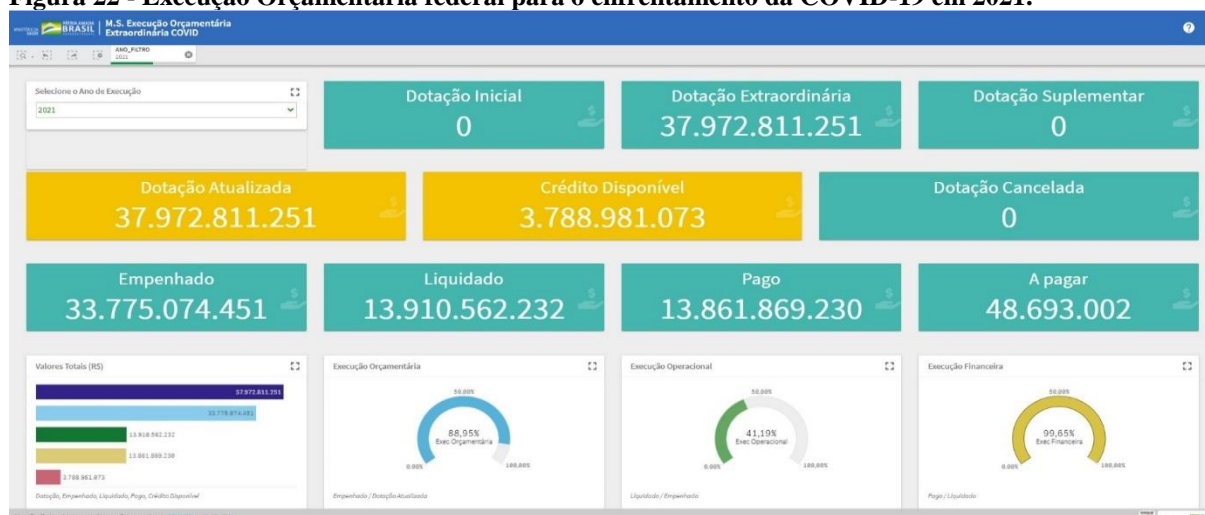 Figura 22 - Execução Orçamentária federal para o enfrentamento da COVID-19 em 2021.
BRASIL
M.S. Execução Orçamentária
Extraordinária COVID
ANO_FILTRO
2021
Selecione o Ano de Execução
2021
Dotação Inicial
0
Dotação Extraordinária
37.972.811.251
Dotação Suplementar
0
Dotação Atualizada
37.972.811.251
Crédito Disponível
3.788.981.073
Dotação Cancelada
0
Empenhado
33.775.074.451
Liquidado
13.910.562.232
Pago
13.861.869.230
A pagar
48.693.002
Valores Totais (R$)
37.972.811.251
33.775.074.451
13.910.562.232
13.861.869.230
3.788.981.073
Dotação, Empenhado, Liquidado, Pago, Crédito Disponível
Execução Orçamentária
50,00%
88,95%
Exec Orçamentária
0,00%
100,00%
Empenhado / Dotação Atualizada
Execução Operacional
50,00%
41,19%
Exec Operacional
0,00%
100,00%
Liquidado / Empenhado
Execução Financeira
50,00%
99,65%
Exec Financeira
0,00%
100,00%
Pago / Liquidado